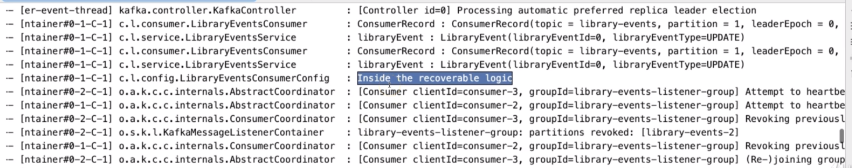 --- [er-event-thread] kafka.controller.KafkaController : [Controller id=0] Processing automatic preferred replica leader election
--- [ntainer#0-1-C-1] c.l.consumer.LibraryEventsConsumer : ConsumerRecord : ConsumerRecord(topic = library-events, partition = 1, leaderEpoch = 0,
--- [ntainer#0-1-C-1] c.l.service.LibraryEventsService : libraryEvent : LibraryEvent(libraryEventId=0, libraryEventType=UPDATE)
--- [ntainer#0-1-C-1] c.l.consumer.LibraryEventsConsumer : ConsumerRecord : ConsumerRecord(topic = library-events, partition = 1, leaderEpoch = 0,
--- [ntainer#0-1-C-1] c.l.service.LibraryEventsService : libraryEvent : LibraryEvent(libraryEventId=0, libraryEventType=UPDATE)
--- [ntainer#0-1-C-1] c.l.config.LibraryEventsConsumerConfig : Inside the recoverable logic
--- [ntainer#0-2-C-1] o.a.k.c.c.internals.AbstractCoordinator : [Consumer clientId=consumer-3, groupId=library-events-listener-group] Attempt to heartbe
--- [ntainer#0-1-C-1] o.a.k.c.c.internals.AbstractCoordinator : [Consumer clientId=consumer-2, groupId=library-events-listener-group] Attempt to heartbe
--- [ntainer#0-2-C-1] o.a.k.c.c.internals.ConsumerCoordinator : [Consumer clientId=consumer-3, groupId=library-events-listener-group] Revoking previousl
--- [ntainer#0-2-C-1] o.s.k.l.KafkaMessageListenerContainer : library-events-listener-group: partitions revoked: [library-events-2]
--- [ntainer#0-1-C-1] o.a.k.c.c.internals.ConsumerCoordinator : [Consumer clientId=consumer-2, groupId=library-events-listener-group] Revoking previousl
--- [ntainer#0-2-C-1] o.a.k.c.c.internals.AbstractCoordinator : [Consumer clientId=consumer-3, groupId=library-events-listener-group] (Re-)joining grou